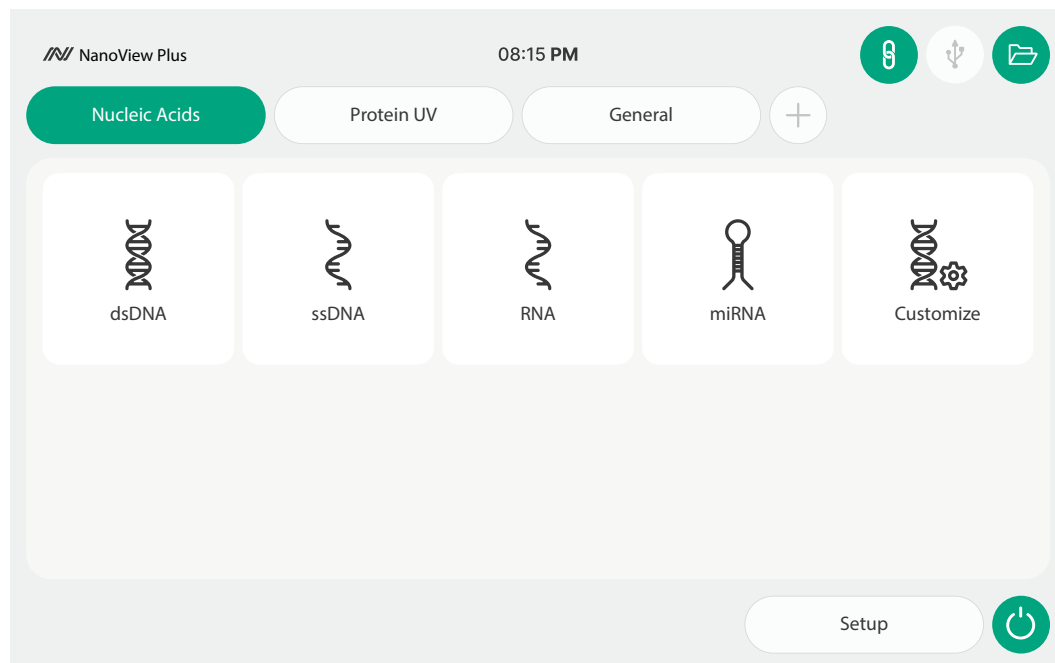 NanoView Plus
08:15 PM
Nucleic Acids
Protein UV
General
dsDNA
ssDNA
RNA
miRNA
Customize
Setup